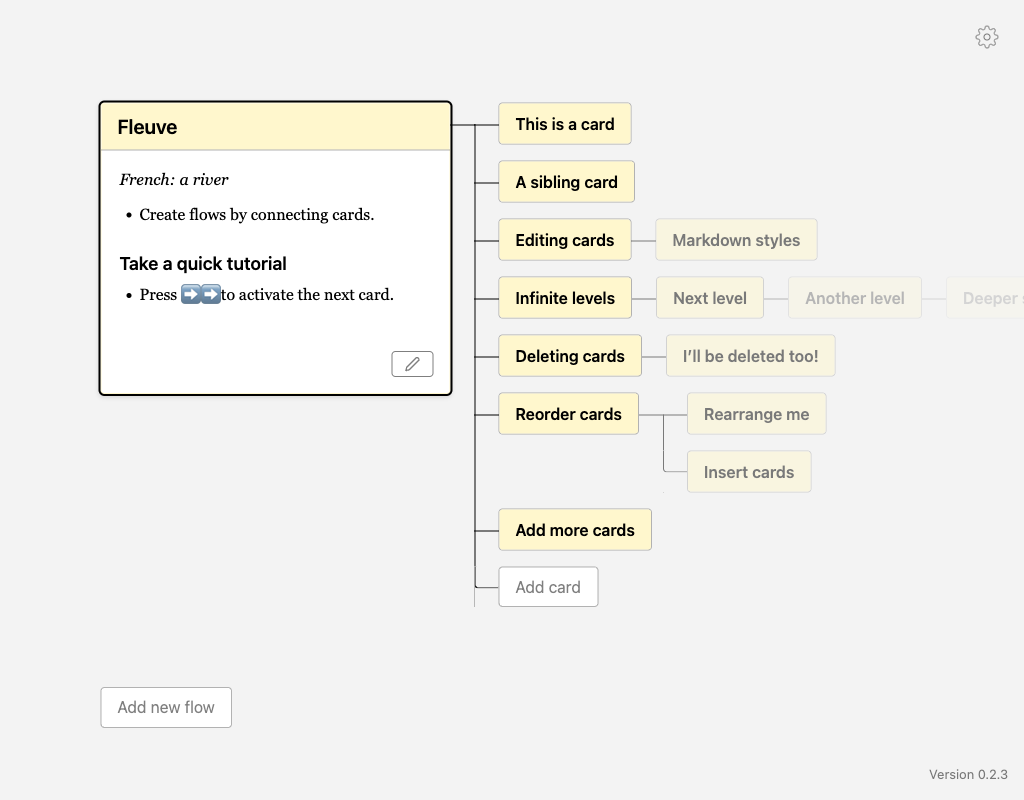 Fleuve
French: a river
• Create flows by connecting cards.
Take a quick tutorial
• Press ➡️➡️to activate the next card.
This is a card
A sibling card
Editing cards
Markdown styles
Infinite levels
Next level
Another level
Deeper
Deleting cards
I’ll be deleted too!
Reorder cards
Rearrange me
Insert cards
Add more cards
Add card
Add new flow
Version 0.2.3